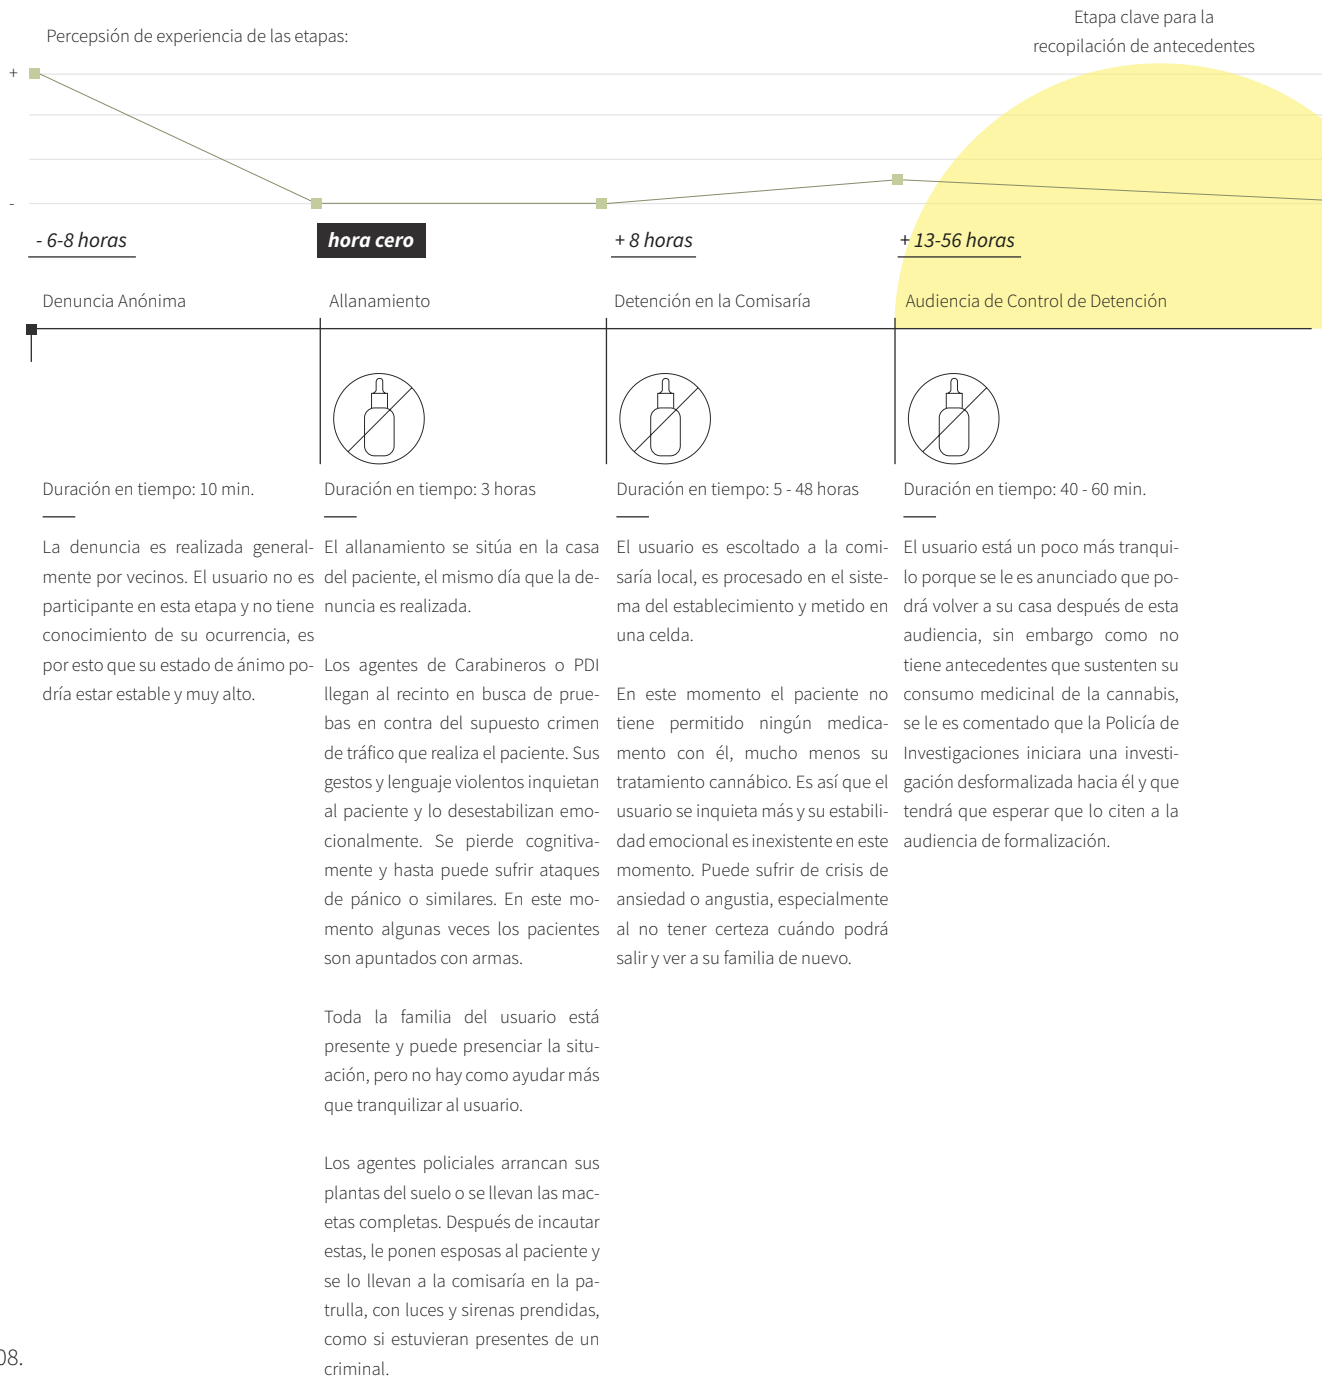 Percepsión de experiencia de las etapas:
Etapa clave para la
recopilación de antecedentes
+
-
- 6-8 horas
hora cero
+ 8 horas
+ 13-56 horas
Denuncia Anónima
Allanamiento
Detención en la Comisaría
Audiencia de Control de Detención
Duración en tiempo: 10 min.
La denuncia es realizada general-
mente por vecinos. El usuario no es
participante en esta etapa y no tiene
conocimiento de su ocurrencia, es
por esto que su estado de ánimo po-
dría estar estable y muy alto.
Duración en tiempo: 3 horas
El allanamiento se sitúa en la casa
del paciente, el mismo día que la de-
nuncia es realizada.
Los agentes de Carabineros o PDI
llegan al recinto en busca de prue-
bas en contra del supuesto crimen
de tráfico que realiza el paciente. Sus
gestos y lenguaje violentos inquietan
al paciente y lo desestabilizan emo-
cionalmente. Se pierde cognitiva-
mente y hasta puede sufrir ataques
de pánico o similares. En este mo-
mento algunas veces los pacientes
son apuntados con armas.
Toda la familia del usuario está
presente y puede presenciar la situ-
ación, pero no hay como ayudar más
que tranquilizar al usuario.
Los agentes policiales arrancan sus
plantas del suelo o se llevan las mac-
etas completas. Después de incautar
estas, le ponen esposas al paciente y
se lo llevan a la comisaría en la pa-
trulla, con luces y sirenas prendidas,
como si estuvieran presentes de un
criminal.
Duración en tiempo: 5 - 48 horas
El usuario es escoltado a la comi-
saría local, es procesado en el siste-
ma del establecimiento y metido en
una celda.
En este momento el paciente no
tiene permitido ningún medica-
mento con él, mucho menos su
tratamiento cannábico. Es así que el
usuario se inquieta más y su estabili-
dad emocional es inexistente en este
momento. Puede sufrir de crisis de
ansiedad o angustia, especialmente
al no tener certeza cuándo podrá
salir y ver a su familia de nuevo.
Duración en tiempo: 40 - 60 min.
El usuario está un poco más tranqui-
lo porque se le es anunciado que po-
drá volver a su casa después de esta
audiencia, sin embargo como no
tiene antecedentes que sustenten su
consumo medicinal de la cannabis,
se le es comentado que la Policía de
Investigaciones iniciara una investi-
gación desformalizada hacia él y que
tendrá que esperar que lo citen a la
audiencia de formalización.
08.